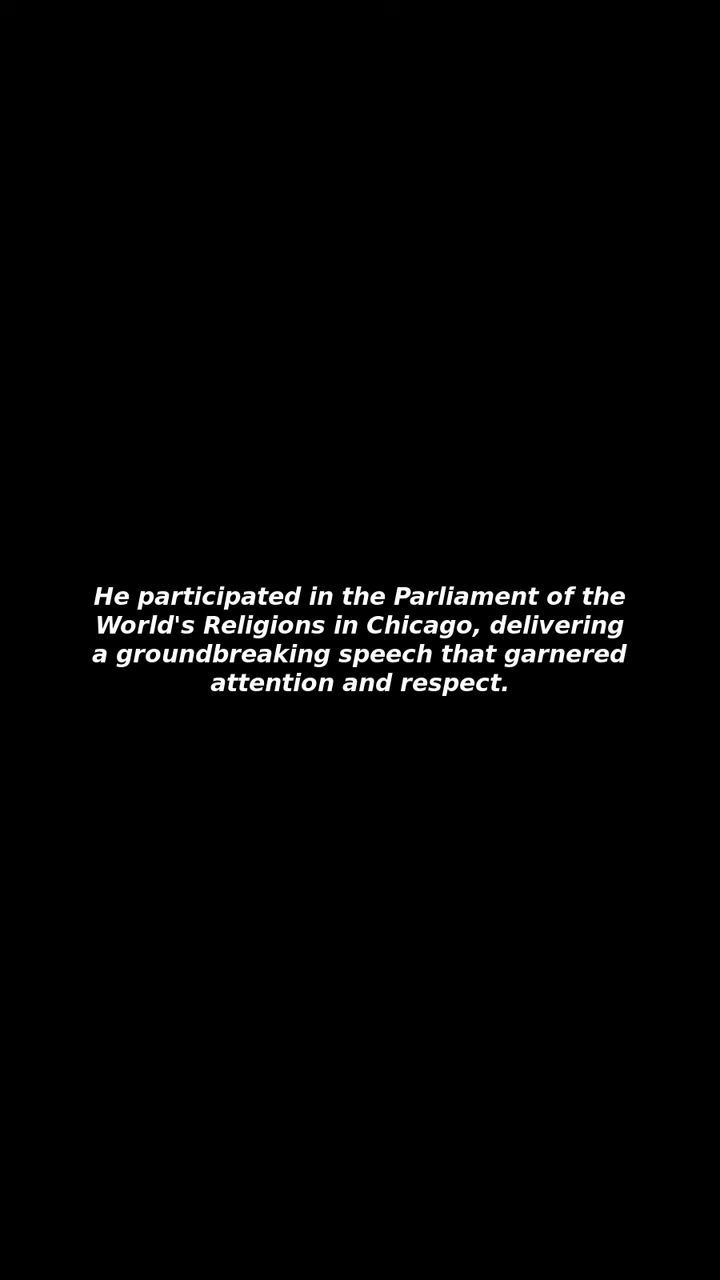 He participated in the Parliament of the
World's Religions in Chicago, delivering
a groundbreaking speech that garnered
attention and respect.